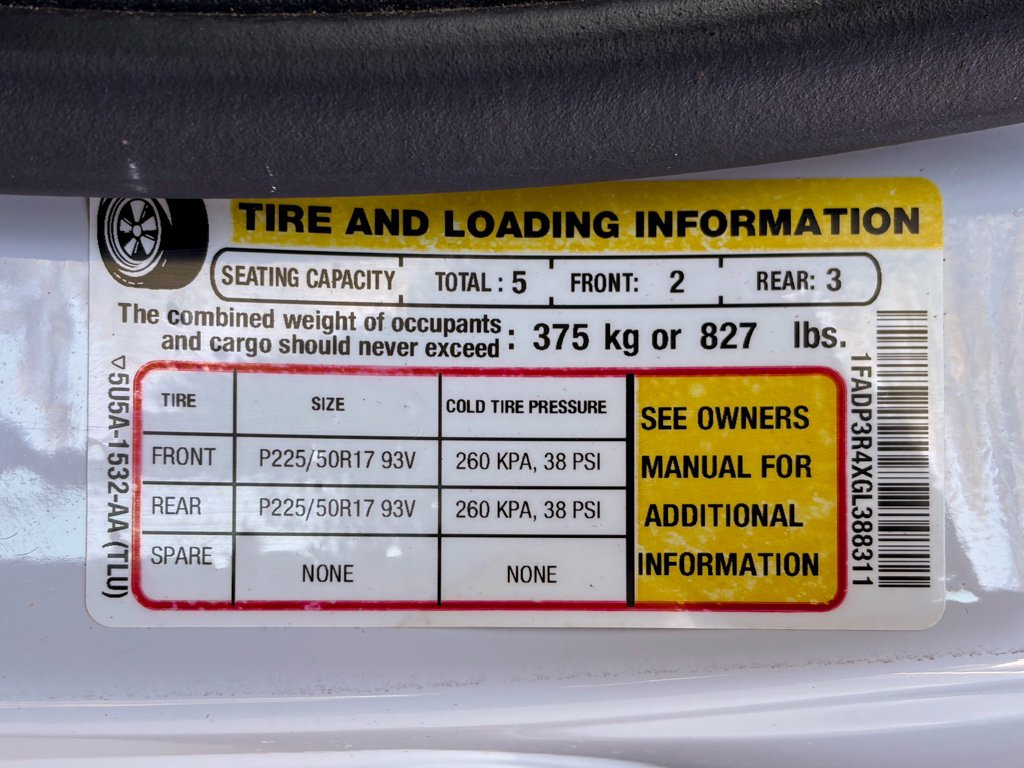 TIRE AND LOADING INFORMATION
SEATING CAPACITY TOTAL : 5 FRONT: 2 REAR: 3
The combined weight of occupants
and cargo should never exceed : 375 kg or 827 lbs.
TIRE SIZE COLD TIRE PRESSURE
FRONT P225/50R17 93V 260 KPA, 38 PSI
REAR P225/50R17 93V 260 KPA, 38 PSI
SPARE NONE NONE
SEE OWNERS
MANUAL FOR
ADDITIONAL
INFORMATION
5U5A-1532-AA (TLU)
1FADP3R4XGL388311